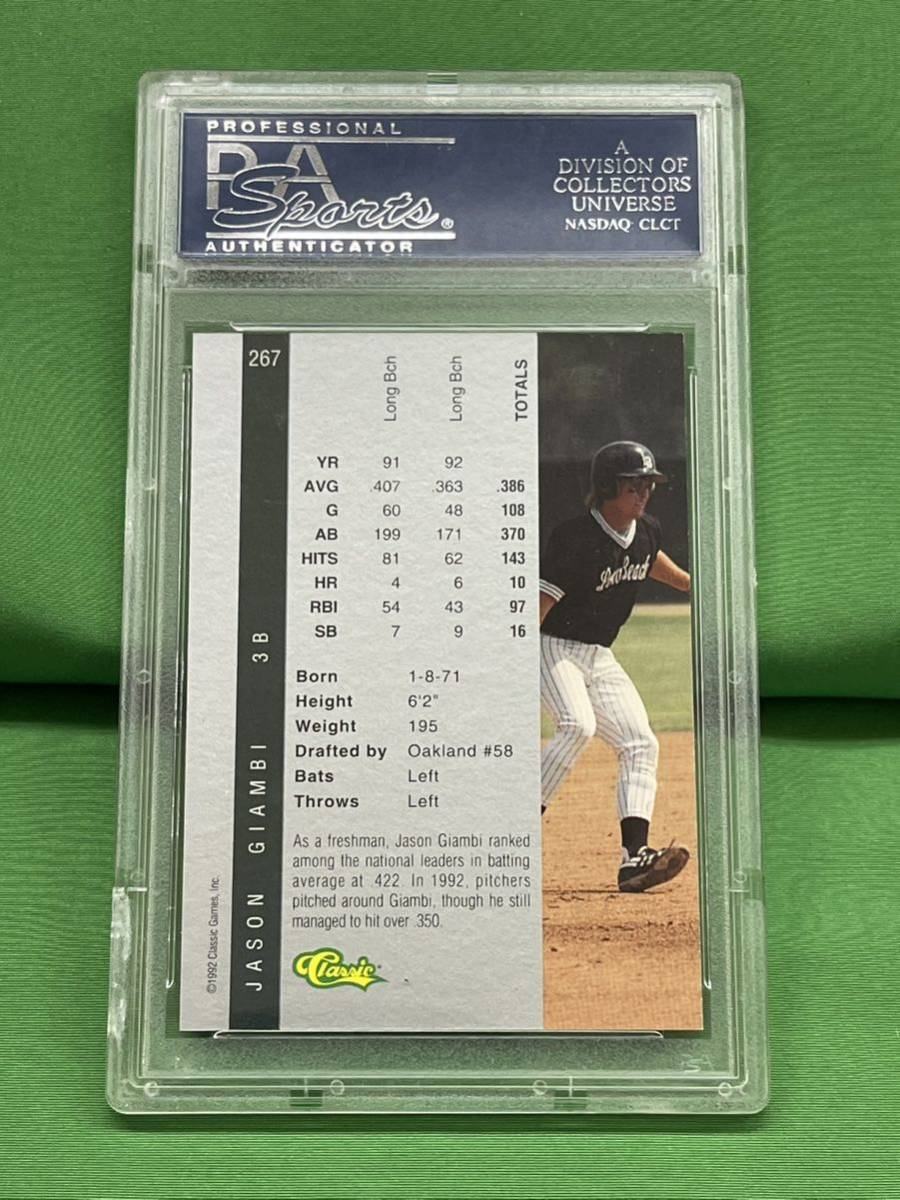 PROFESSIONAL
PSA
Sports®
AUTHENTICATOR
A
DIVISION OF
COLLECTORS
UNIVERSE
NASDAQ: CLCT
267
JASON GIAMBI 3B
©1992 Classic Games, Inc.
Long Bch Long Bch TOTALS
YR 91 92
AVG .407 .363 .386
G 60 48 108
AB 199 171 370
HITS 81 62 143
HR 4 6 10
RBI 54 43 97
SB 7 9 16
Born 1-8-71
Height 6'2"
Weight 195
Drafted by Oakland #58
Bats Left
Throws Left
As a freshman, Jason Giambi ranked
among the national leaders in batting
average at .422. In 1992, pitchers
pitched around Giambi, though he still
managed to hit over .350.
Classic